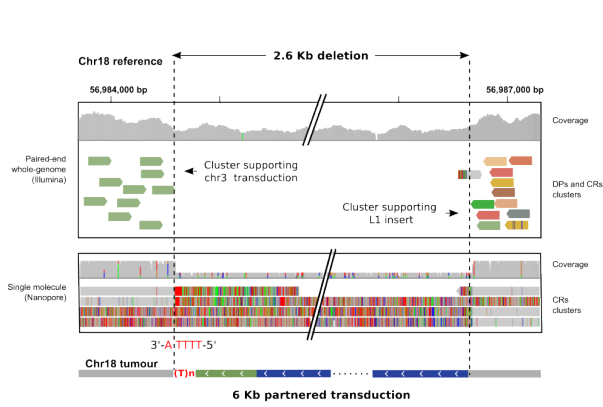 2.6 Kb deletion
Chr18 reference
56,984,000 bp
56,987,000 bp
Coverage
Paired-end
whole-genome
(Illumina)
Cluster supporting
chr3 transduction
Cluster supporting
L1 insert
DPs and CRs
clusters
Coverage
Single molecule
(Nanopore)
CRs
clusters
3'-A TTTT-5'
Chr18 tumour
(T)n
6 Kb partnered transduction